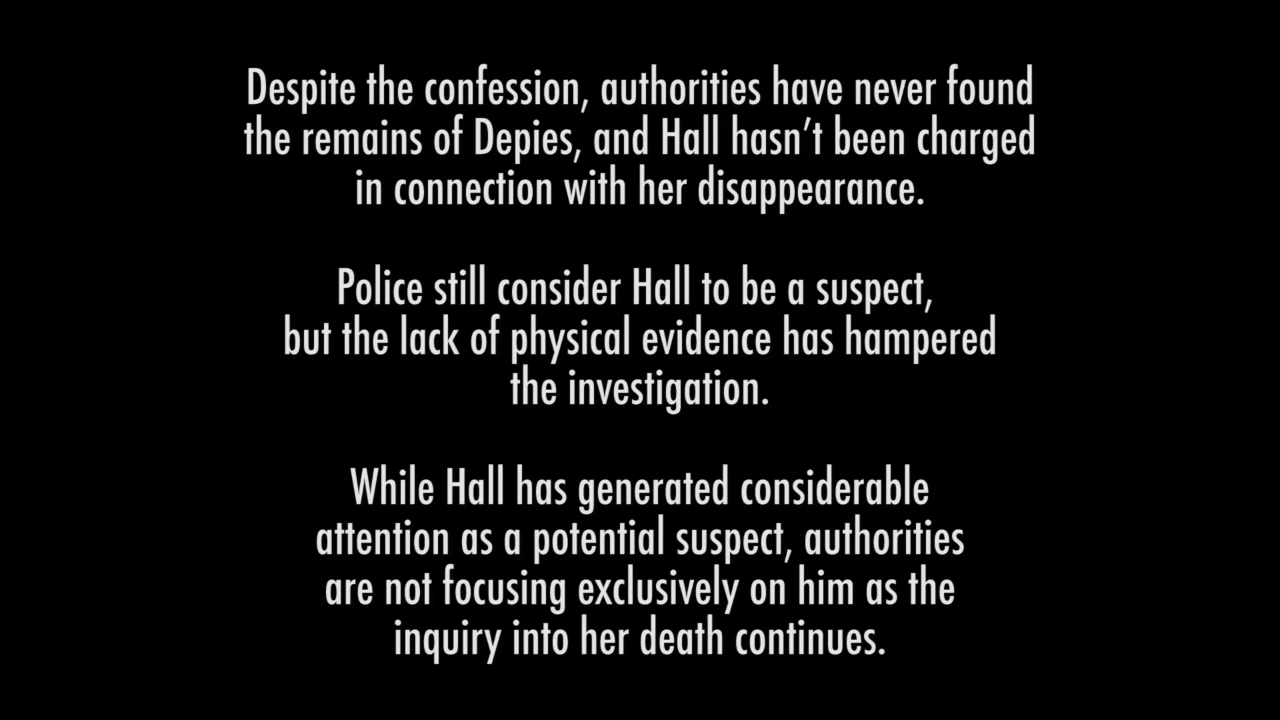 Despite the confession, authorities have never found
the remains of Depies, and Hall hasn’t been charged
in connection with her disappearance.
Police still consider Hall to be a suspect,
but the lack of physical evidence has hampered
the investigation.
While Hall has generated considerable
attention as a potential suspect, authorities
are not focusing exclusively on him as the
inquiry into her death continues.